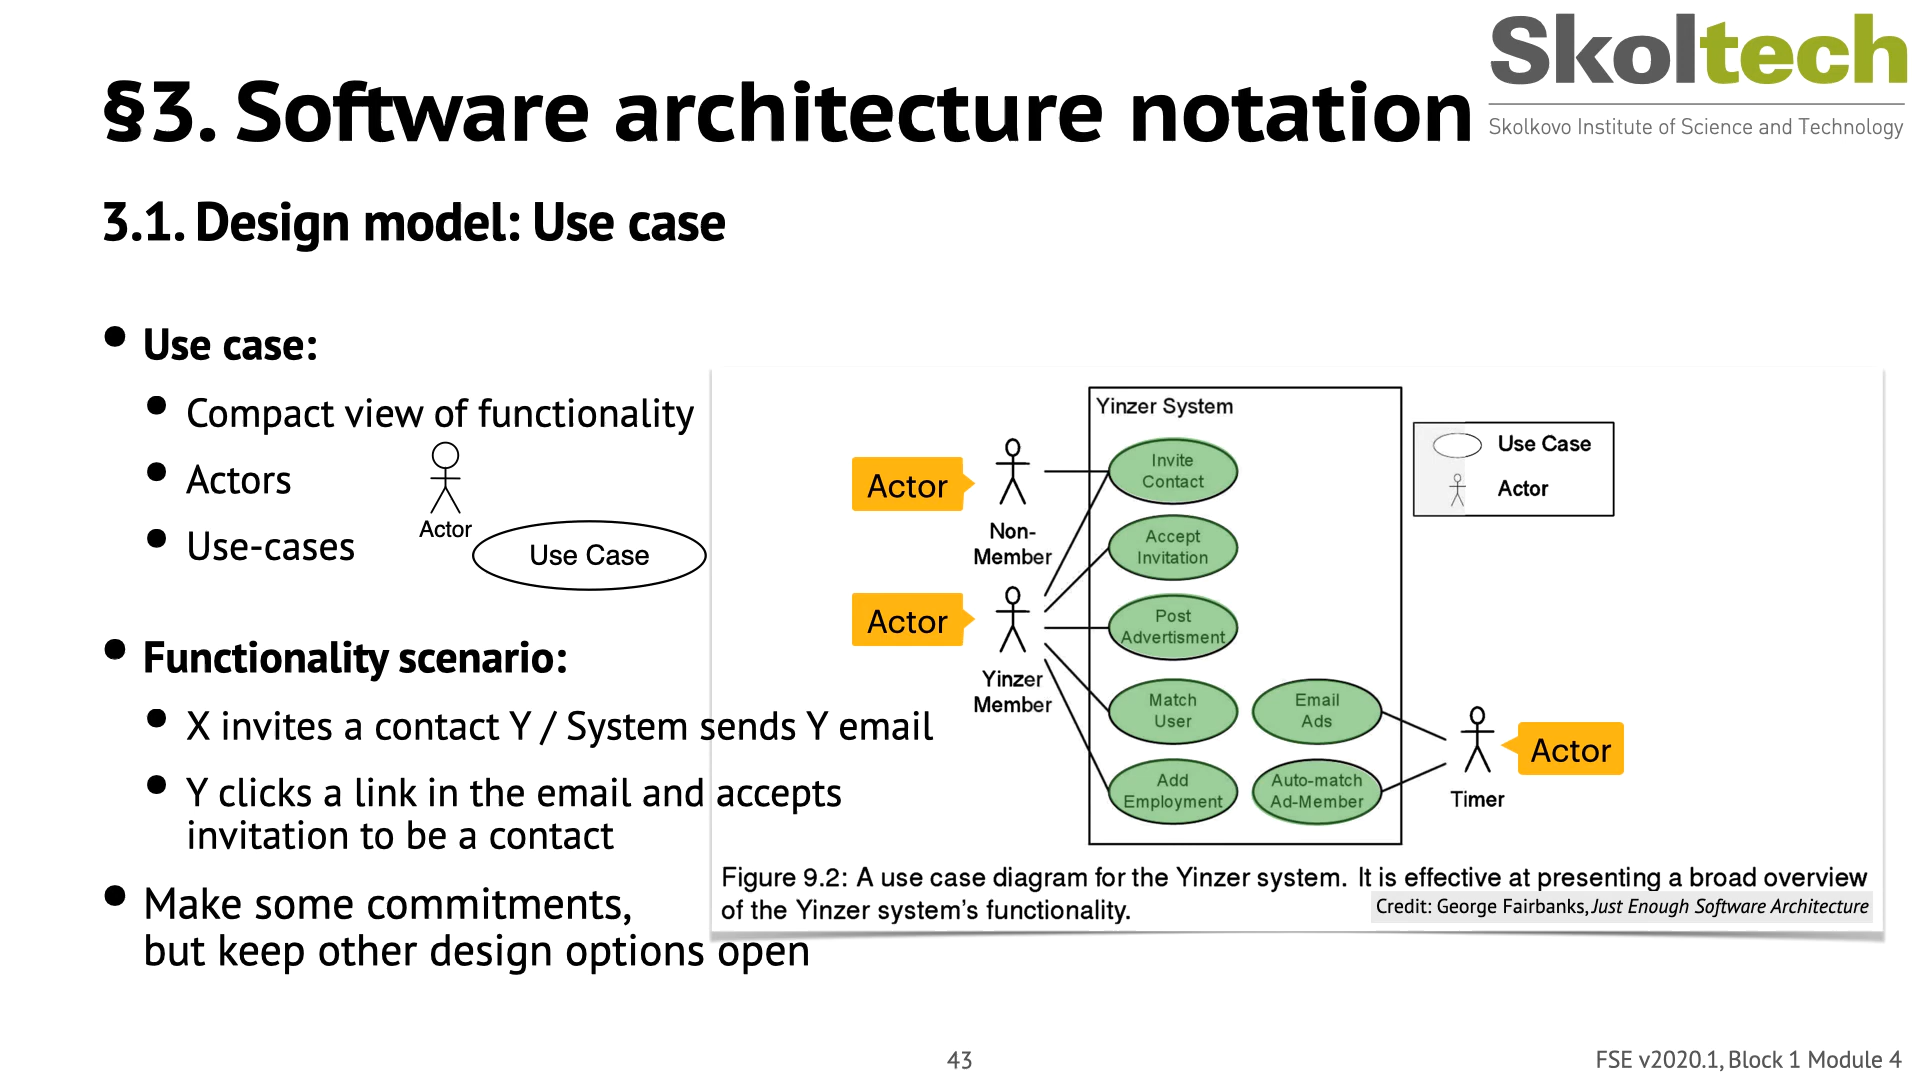 Skoltech
Skolkovo Institute of Science and Technology
§3. Software architecture notation
3.1. Design model: Use case
• Use case:
• Compact view of functionality
• Actors
• Use-cases
Actor
Use Case
• Functionality scenario:
• X invites a contact Y / System sends Y email
• Y clicks a link in the email and accepts
invitation to be a contact
• Make some commitments,
but keep other design options open
Yinzer System
Actor
Non-
Member
Actor
Yinzer
Member
Invite
Contact
Accept
Invitation
Post
Advertisment
Match
User
Add
Employment
Email
Ads
Auto-match
Ad-Member
Timer
Actor
Use Case
Actor
Figure 9.2: A use case diagram for the Yinzer system. It is effective at presenting a broad overview
of the Yinzer system's functionality.
Credit: George Fairbanks, Just Enough Software Architecture
43
FSE v2020.1, Block 1 Module 4